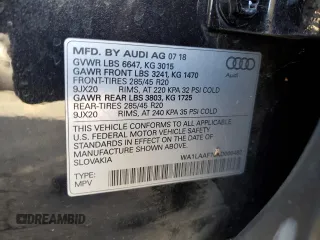 MFD. BY AUDI AG 07 18
GVWR LBS 6647, KG 3015
GAWR FRONT LBS 3241, KG 1470
FRONT-TIRES 285/45 R20
9JX20 RIMS, AT 220 KPA 32 PSI COLD
GAWR REAR LBS 3803, KG 1725
REAR-TIRES 285/45 R20
9JX20 RIMS, AT 240 KPA 35 PSI COLD
THIS VEHICLE CONFORMS TO ALL APPLICABLE
U.S. FEDERAL MOTOR VEHICLE SAFETY
STANDARDS IN EFFECT ON THE DATE OF
MANUFACTURE SHOWN ABOVE
SLOVAKIA
TYPE:
MPV
Audi
AUTOBIDMASTER